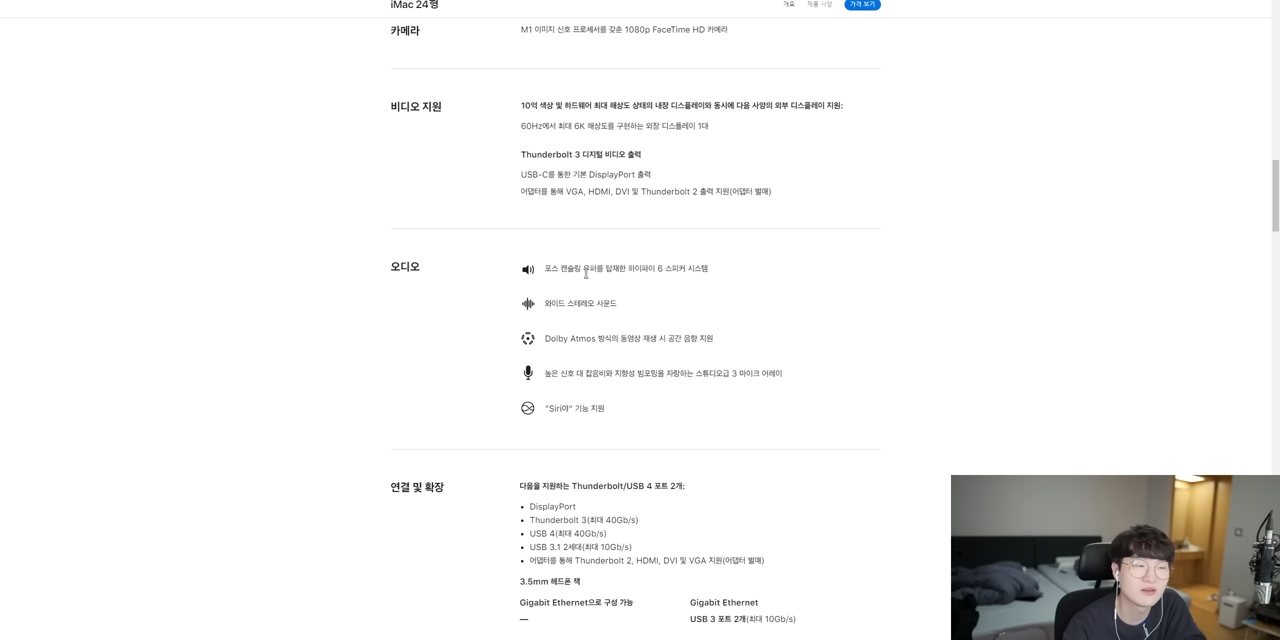 iMac 24형
개요
제품 사양
가격 보기
카메라
M1 이미지 신호 프로세서를 갖춘 1080p FaceTime HD 카메라
비디오 지원
10억 색상 및 하드웨어 최대 해상도 상태의 내장 디스플레이와 동시에 다음 사양의 외부 디스플레이 지원:
60Hz에서 최대 6K 해상도를 구현하는 외장 디스플레이 1대
Thunderbolt 3 디지털 비디오 출력
USB-C를 통한 기본 DisplayPort 출력
어댑터를 통해 VGA, HDMI, DVI 및 Thunderbolt 2 출력 지원(어댑터 별매)
오디오
포스 캔슬링 우퍼를 탑재한 하이파이 6 스피커 시스템
와이드 스테레오 사운드
Dolby Atmos 방식의 동영상 재생 시 공간 음향 지원
높은 신호 대 잡음비와 지향성 빔포밍을 자랑하는 스튜디오급 3 마이크 어레이
“Siri야” 기능 지원
연결 및 확장
다음을 지원하는 Thunderbolt/USB 4 포트 2개:
• DisplayPort
• Thunderbolt 3(최대 40Gb/s)
• USB 4(최대 40Gb/s)
• USB 3.1 2세대(최대 10Gb/s)
• 어댑터를 통해 Thunderbolt 2, HDMI, DVI 및 VGA 지원(어댑터 별매)
3.5mm 헤드폰 잭
Gigabit Ethernet으로 구성 가능
—
Gigabit Ethernet
USB 3 포트 2개(최대 10Gb/s)